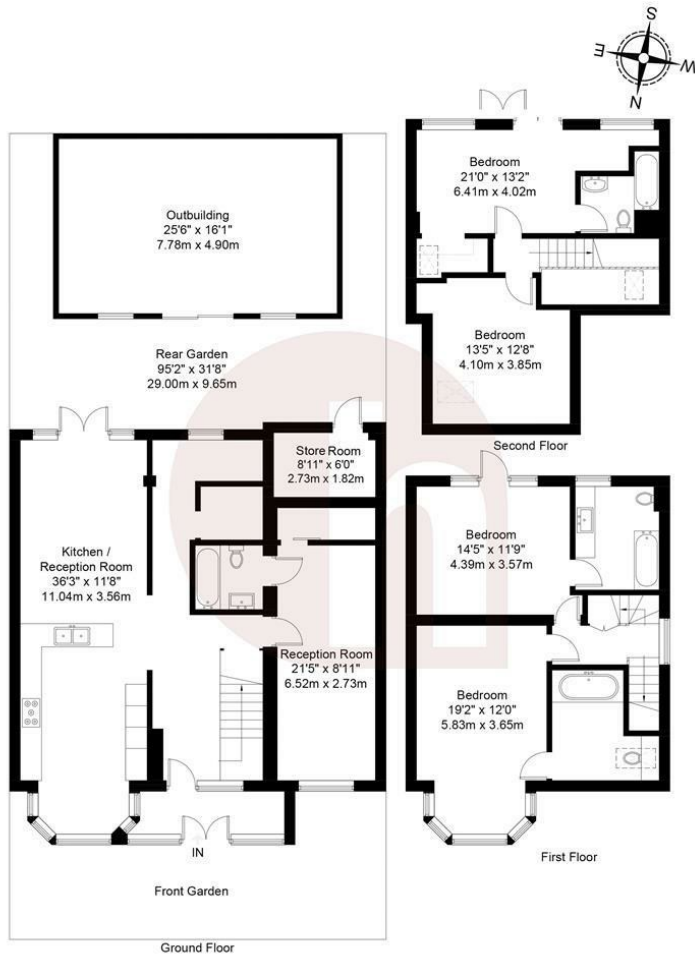 S
E
W
N
Outbuilding
25'6" x 16'1"
7.78m x 4.90m
Rear Garden
95'2" x 31'8"
29.00m x 9.65m
Store Room
8'11" x 6'0"
2.73m x 1.82m
Kitchen /
Reception Room
36'3" x 11'8"
11.04m x 3.56m
Reception Room
21'5" x 8'11"
6.52m x 2.73m
IN
Front Garden
Ground Floor
Bedroom
21'0" x 13'2"
6.41m x 4.02m
Bedroom
13'5" x 12'8"
4.10m x 3.85m
Second Floor
Bedroom
14'5" x 11'9"
4.39m x 3.57m
Bedroom
19'2" x 12'0"
5.83m x 3.65m
First Floor